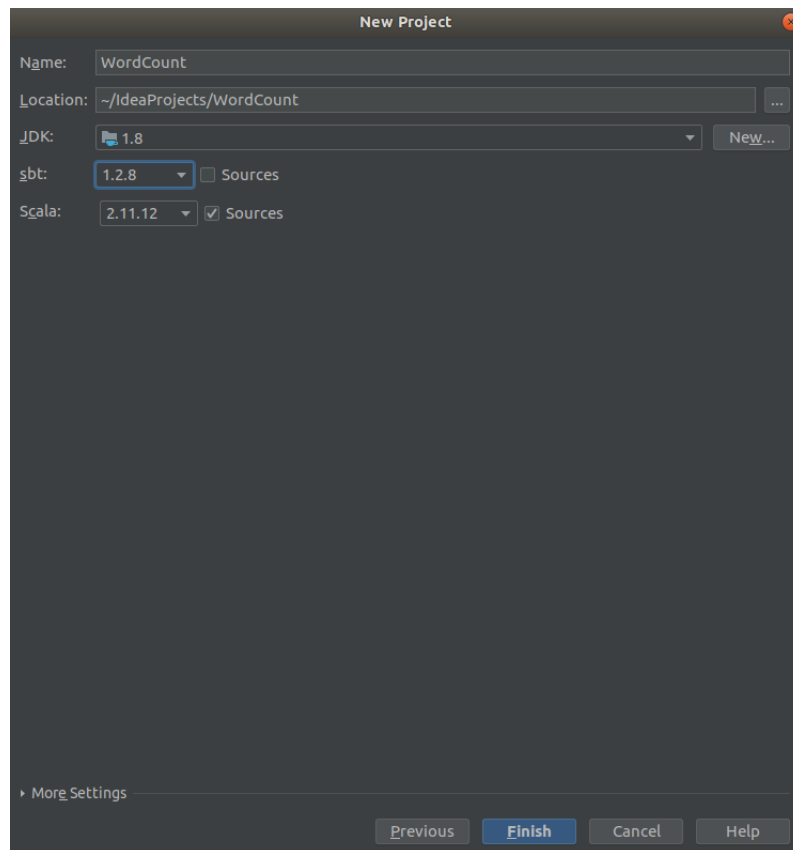 New Project
Name: WordCount
Location: ~/IdeaProjects/WordCount ...
JDK: 1.8 New...
sbt: 1.2.8 Sources
Scala: 2.11.12 Sources
More Settings
Previous Finish Cancel Help